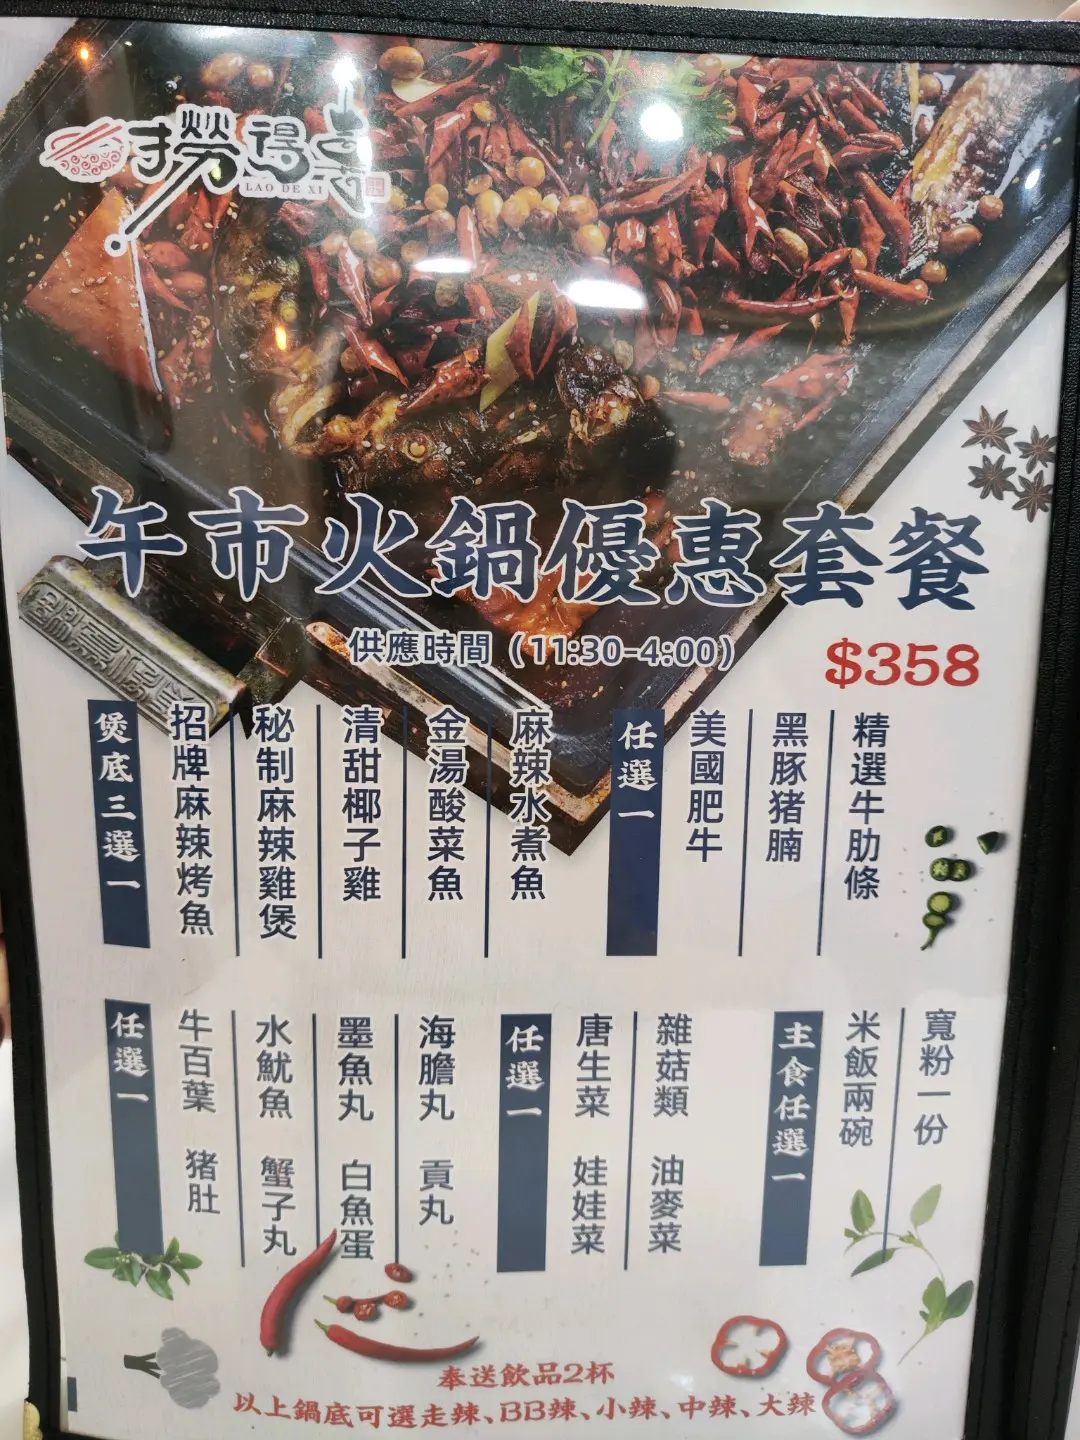 撈得喜
LAO DE XI
午市火鍋優惠套餐
供應時間（11:30-4:00）
$358
煲底三選一
招牌麻辣烤魚
秘制麻辣雞煲
清甜椰子雞
金湯酸菜魚
麻辣水煮魚
任選一
美國肥牛
黑豚猪腩
精選牛肋條
任選一
牛百葉 猪肚
水魷魚 蟹子丸
墨魚丸 白魚蛋
海膽丸 貢丸
任選一
唐生菜 娃娃菜
雜菇類 油麥菜
主食任選一
米飯兩碗
寬粉一份
奉送飲品2杯
以上鍋底可選走辣、BB辣、小辣、中辣、大辣